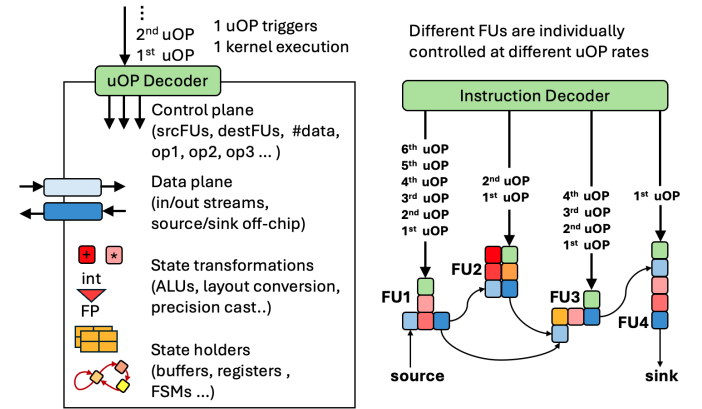 ⋮
2nd uOP
1st uOP
1 uOP triggers
1 kernel execution
uOP Decoder
Control plane
(srcFUs, destFUs, #data,
op1, op2, op3 ... )
Data plane
(in/out streams,
source/sink off-chip)
+ *
int
FP
State transformations
(ALUs, layout conversion,
precision cast..)
State holders
(buffers, registers ,
FSMs ...)
Different FUs are individually
controlled at different uOP rates
Instruction Decoder
6th uOP
5th uOP
4th uOP
3rd uOP
2nd uOP
1st uOP
2nd uOP
1st uOP
4th uOP
3rd uOP
2nd uOP
1st uOP
1st uOP
FU1
FU2
FU3
FU4
source
sink